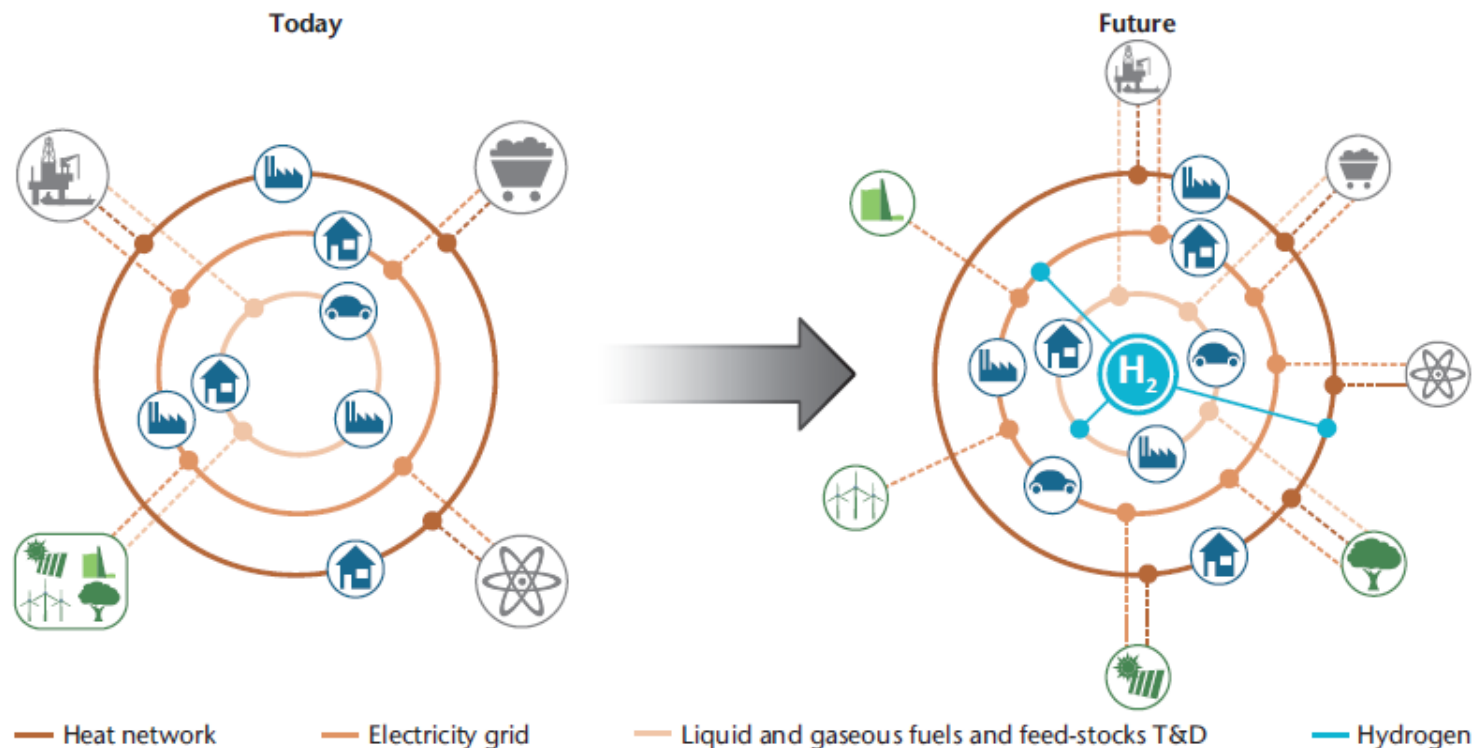 Today
Future
H₂
Heat network
Electricity grid
Liquid and gaseous fuels and feed-stocks T&D
Hydrogen